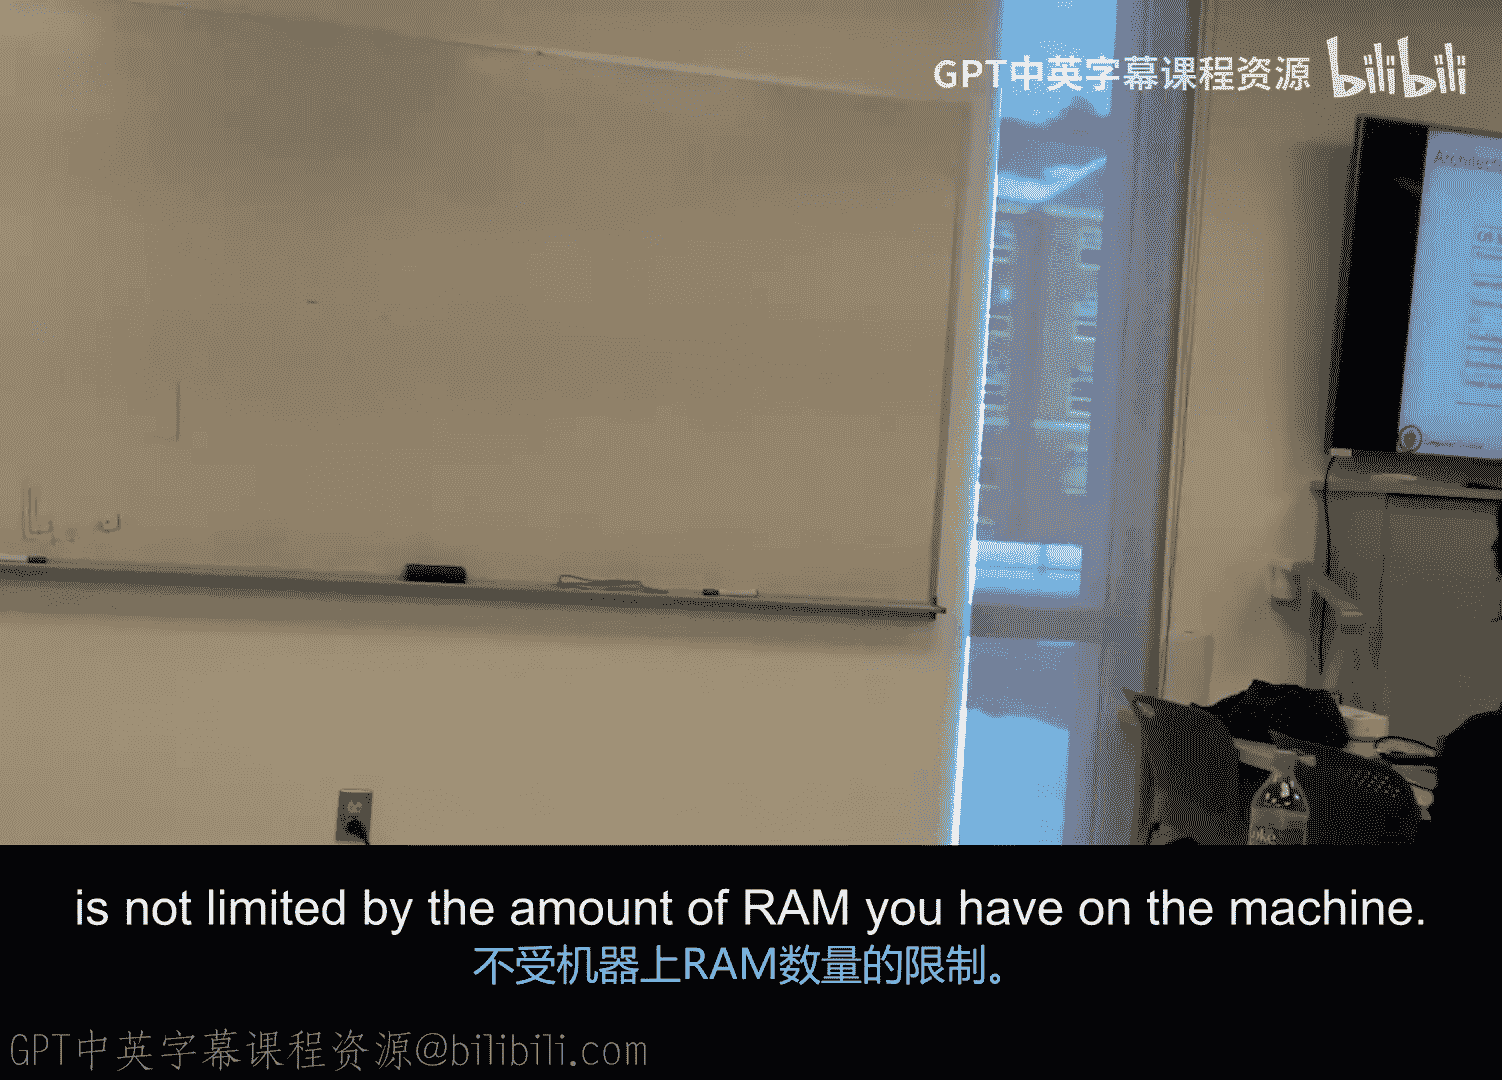 GPT中英字幕课程资源 bilibili
is not limited by the amount of RAM you have on the machine.
不受机器上RAM数量的限制。
GPT中英字幕课程资源@bilibili.com